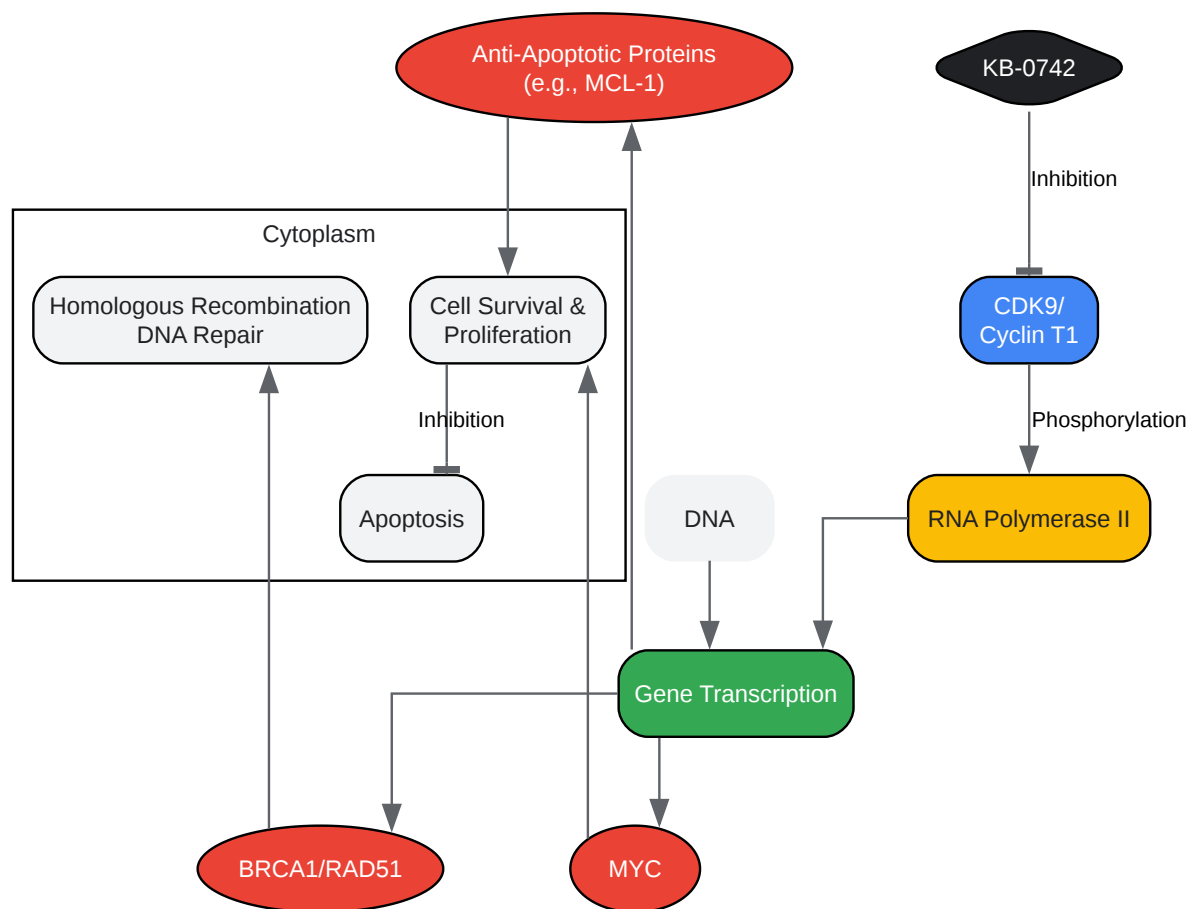 Anti-Apoptotic Proteins
(e.g., MCL-1)
KB-0742
Inhibition
Cytoplasm
Homologous Recombination
DNA Repair
Cell Survival &
Proliferation
CDK9/
Cyclin T1
Inhibition
Phosphorylation
Apoptosis
DNA
RNA Polymerase II
Gene Transcription
BRCA1/RAD51
MYC